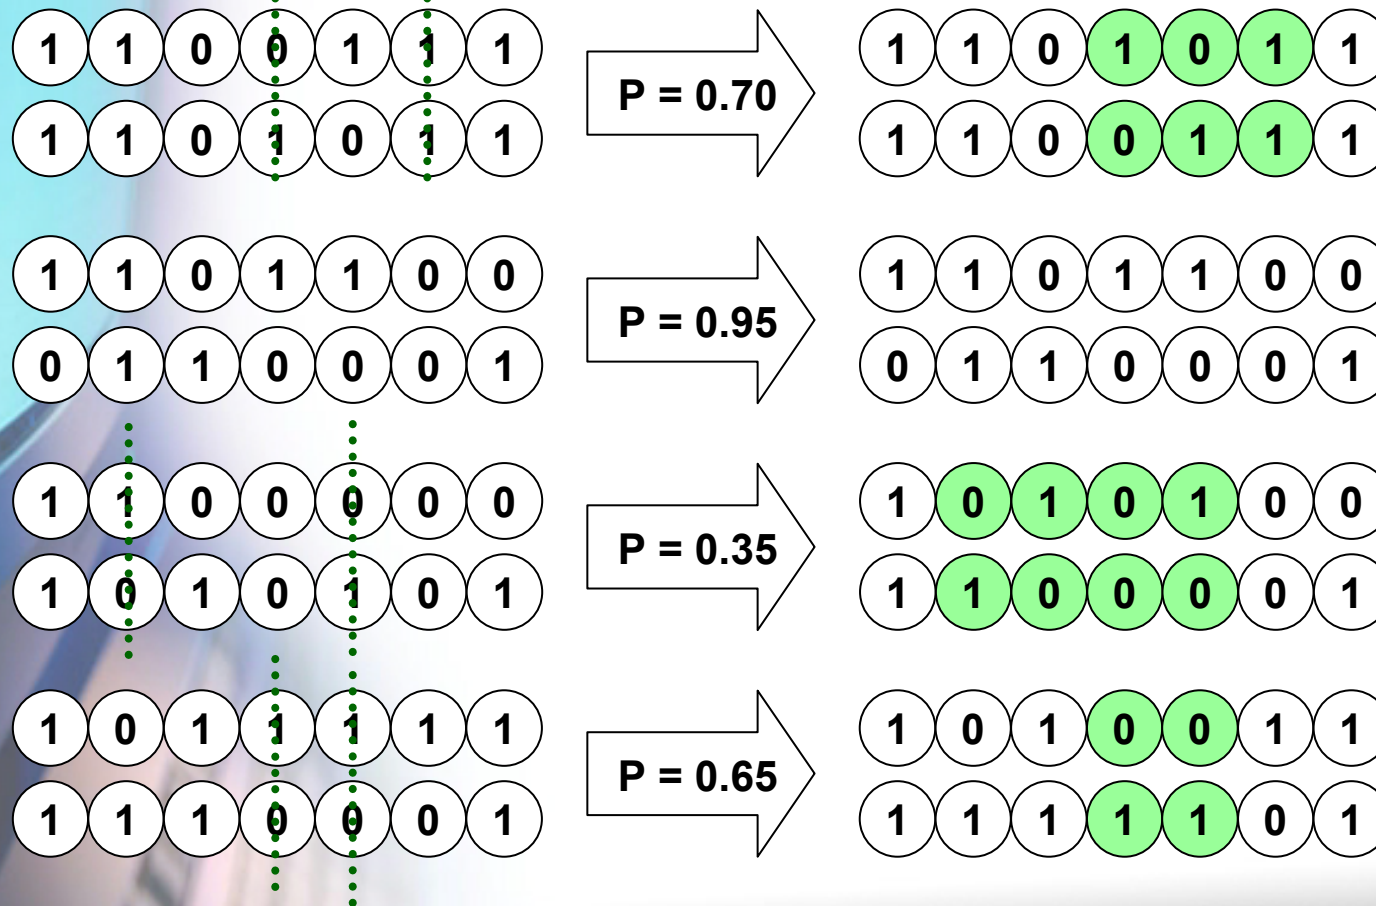 1 1 0 0 1 1 1 1 1 0 1 0 1 1
P = 0.70
1 1 0 1 0 1 1 1 1 0 0 1 1 1
1 1 0 1 1 0 0 1 1 0 1 1 0 0
P = 0.95
0 1 1 0 0 0 1 0 1 1 0 0 0 1
1 1 0 0 0 0 0 1 0 1 0 1 0 0
P = 0.35
1 0 1 0 1 0 1 1 1 0 0 0 0 1
1 0 1 1 1 1 1 1 0 1 0 0 1 1
P = 0.65
1 1 1 0 0 0 1 1 1 1 1 1 0 1